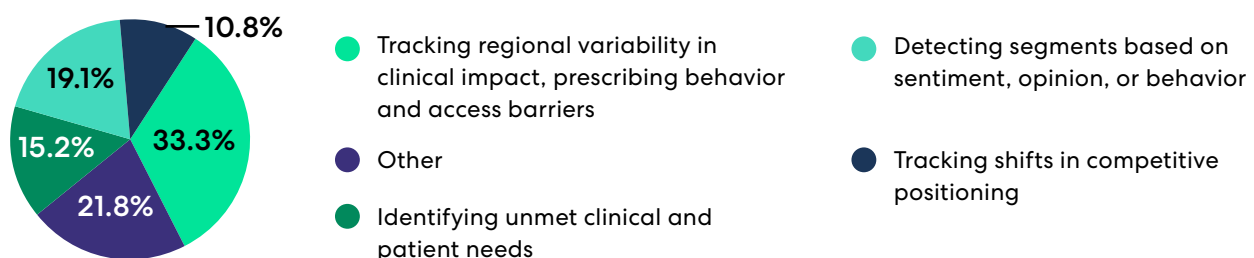 10.8%
19.1%
15.2%
33.3%
21.8%
Tracking regional variability in
clinical impact, prescribing behavior
and access barriers
Other
Identifying unmet clinical and
patient needs
Detecting segments based on
sentiment, opinion, or behavior
Tracking shifts in competitive
positioning